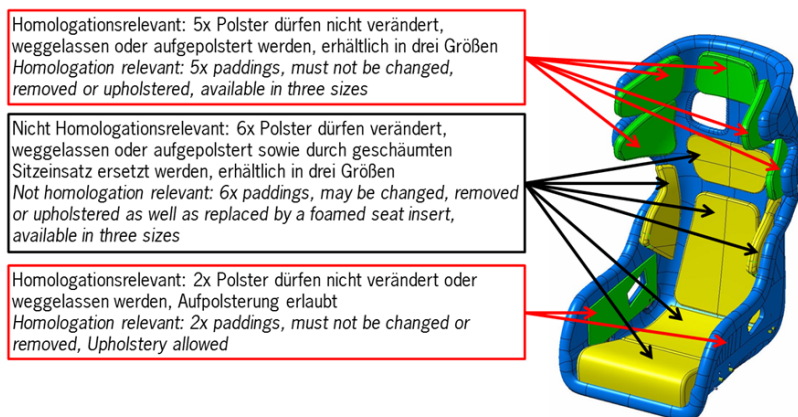 Homologationsrelevant: 5x Polster dürfen nicht verändert,
weggelassen oder aufgepolstert werden, erhältlich in drei Größen
Homologation relevant: 5x paddings, must not be changed,
removed or upholstered, available in three sizes
Nicht Homologationsrelevant: 6x Polster dürfen verändert,
weggelassen oder aufgepolstert sowie durch geschäumten
Sitzeinsatz ersetzt werden, erhältlich in drei Größen
Not homologation relevant: 6x paddings, may be changed, removed
or upholstered as well as replaced by a foamed seat insert,
available in three sizes
Homologationsrelevant: 2x Polster dürfen nicht verändert oder
weggelassen werden, Aufpolsterung erlaubt
Homologation relevant: 2x paddings, must not be changed or
removed, Upholstery allowed